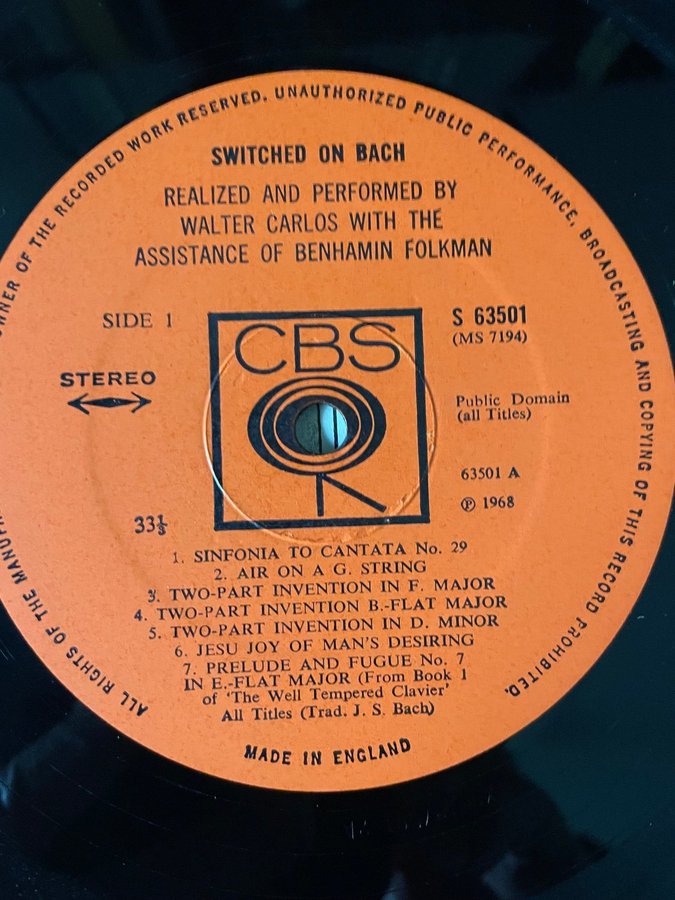 ALL RIGHTS OF THE MANUFA
WNER OF THE RECORDED WORK RESERVED. UNAUTHORIZED PUBLIC PERFORMANCE, BROADCASTING AND COPYING OF THIS RECORD PROHIBITED.
SWITCHED ON BACH
REALIZED AND PERFORMED BY
WALTER CARLOS WITH THE
ASSISTANCE OF BENHAMIN FOLKMAN
SIDE 1
S 63501
(MS 7194)
CBS
STEREO
Public Domain
(all Titles)
63501 A
℗ 1968
33⅓
1. SINFONIA TO CANTATA No. 29
2. AIR ON A G. STRING
3. TWO-PART INVENTION IN F. MAJOR
4. TWO-PART INVENTION B.-FLAT MAJOR
5. TWO-PART INVENTION IN D. MINOR
6. JESU JOY OF MAN'S DESIRING
7. PRELUDE AND FUGUE No. 7
IN E.-FLAT MAJOR (From Book 1
of 'The Well Tempered Clavier'
All Titles (Trad. J. S. Bach)
MADE IN ENGLAND